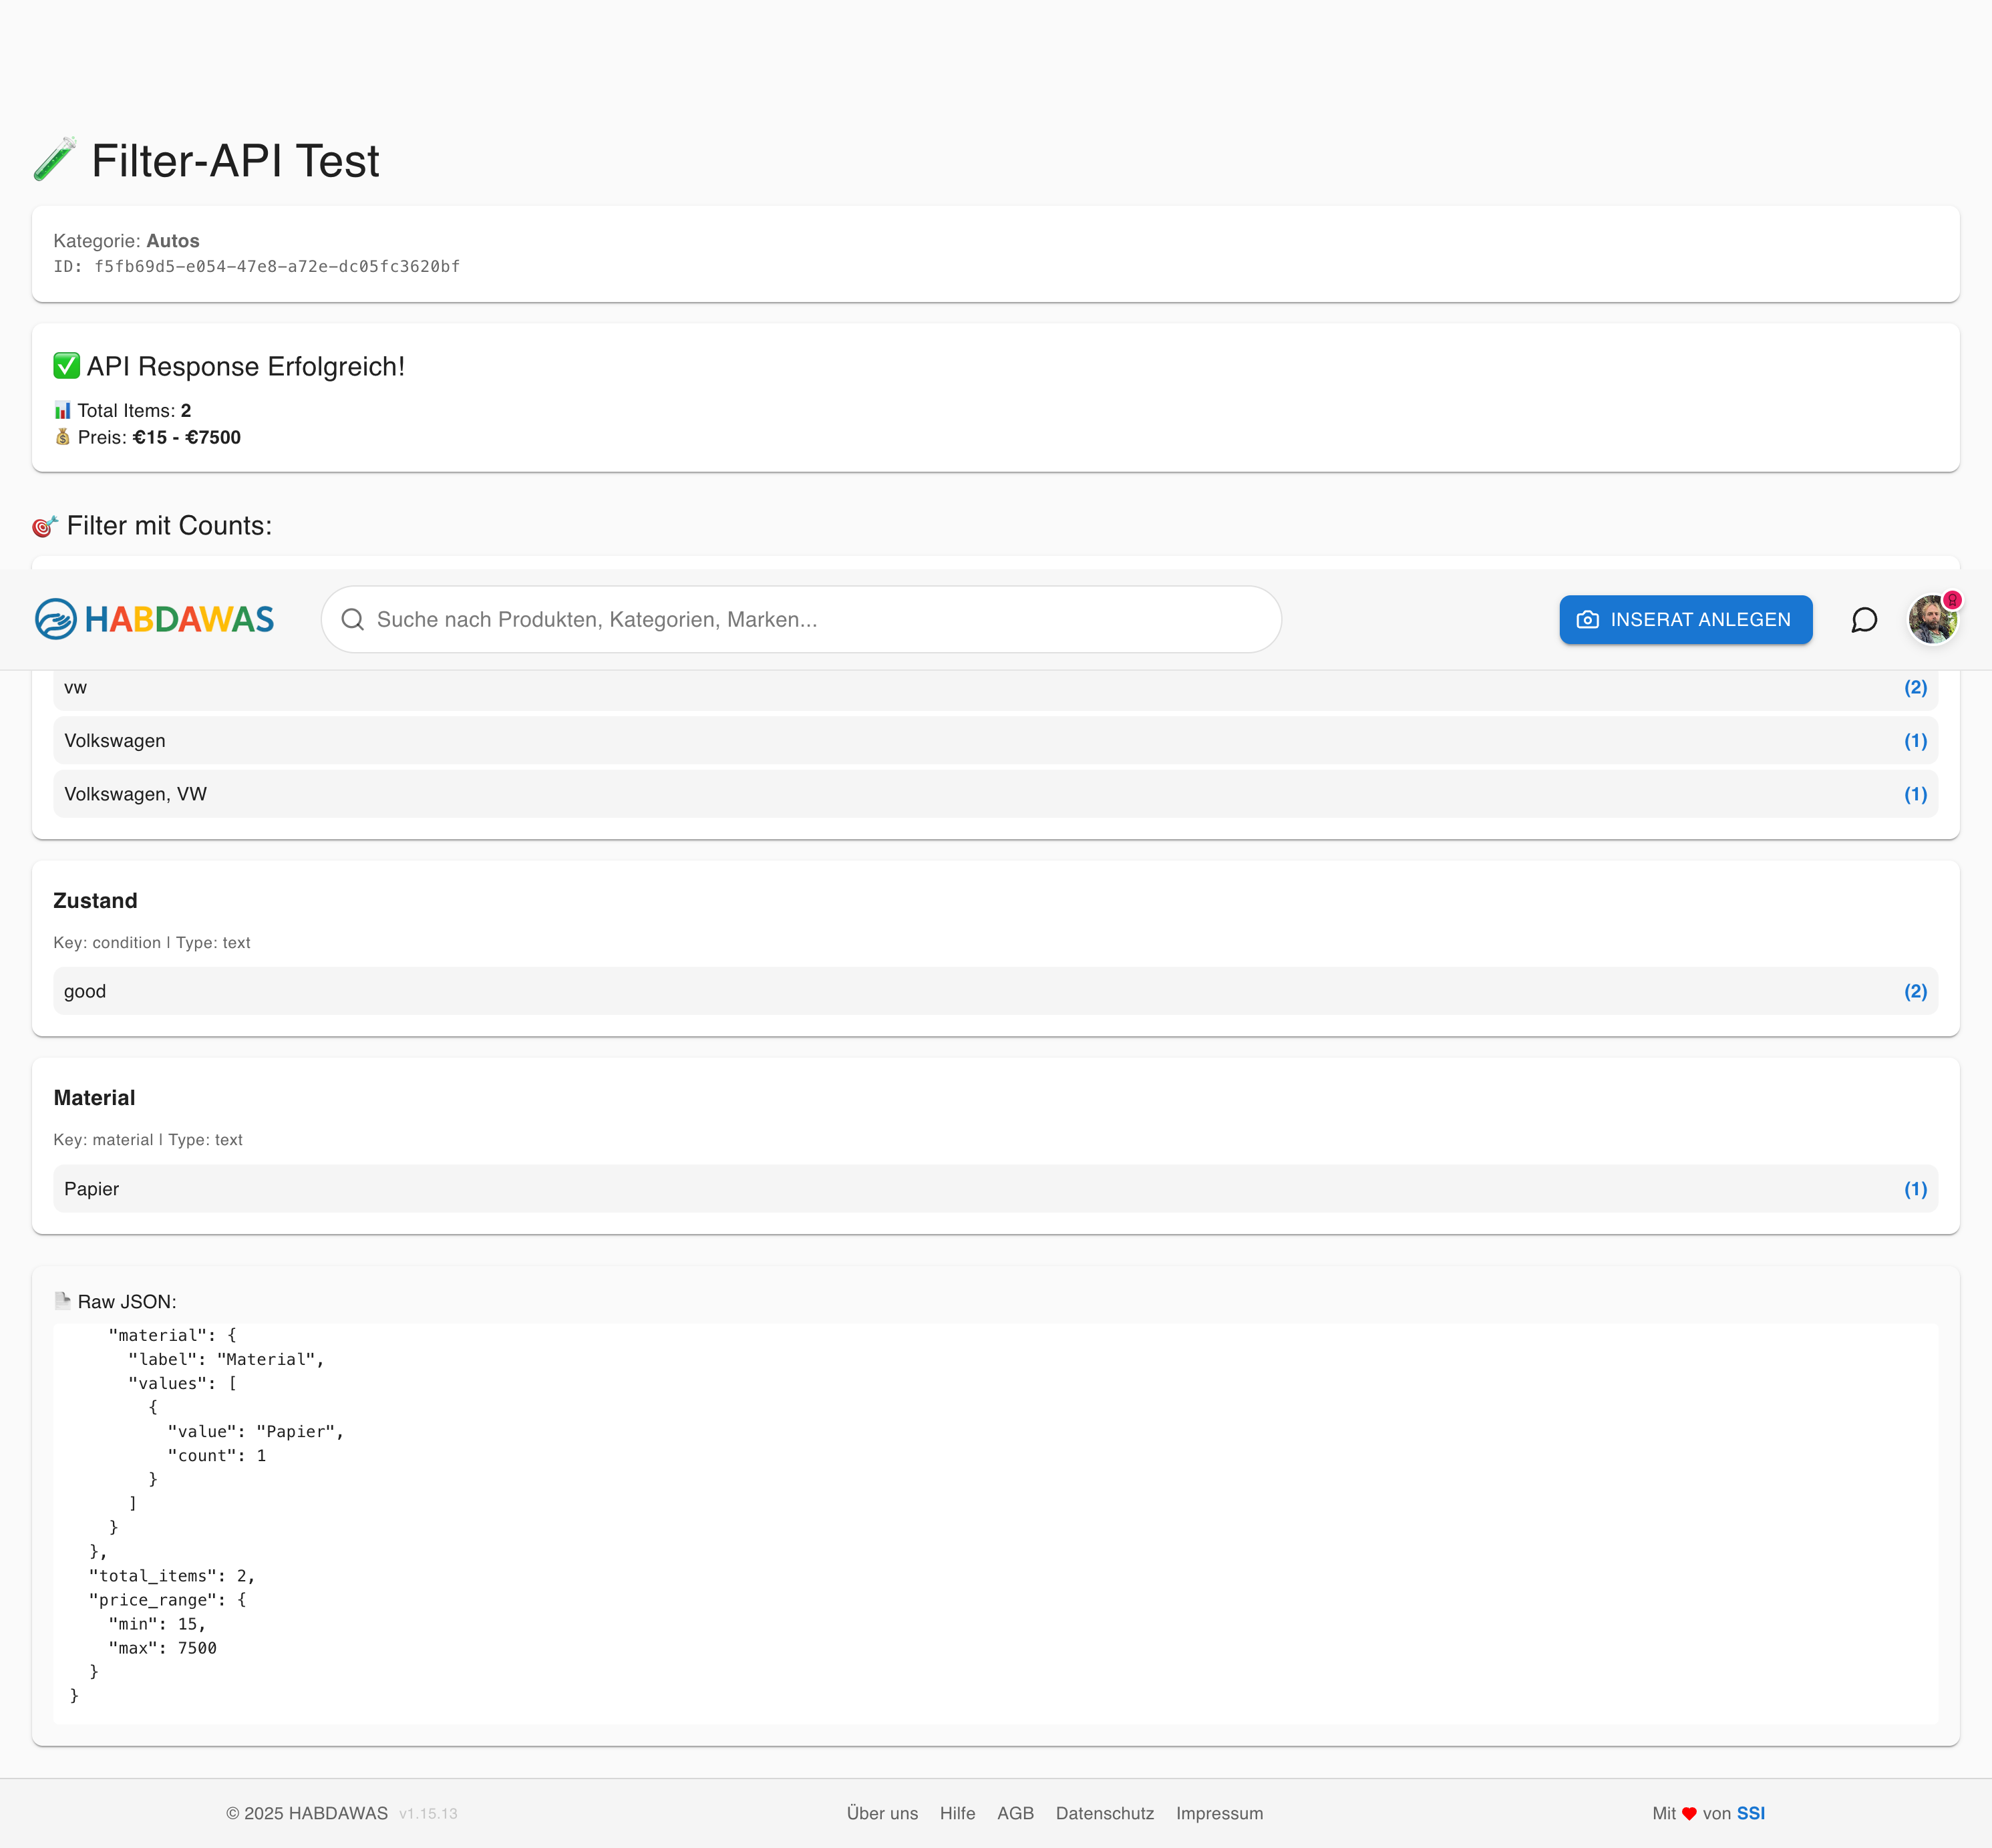 Filter-API Test
Kategorie: Autos
ID: f5fb69d5-e054-47e8-a72e-dc05fc3620bf
API Response Erfolgreich!
Total Items: 2
Preis: €15 - €7500
Filter mit Counts:
HABDAWAS
Suche nach Produkten, Kategorien, Marken...
INSERAT ANLEGEN
vw (2)
Volkswagen (1)
Volkswagen, VW (1)
Zustand
Key: condition | Type: text
good (2)
Material
Key: material | Type: text
Papier (1)
Raw JSON:
"material": {
"label": "Material",
"values": [
{
"value": "Papier",
"count": 1
}
]
}
},
"total_items": 2,
"price_range": {
"min": 15,
"max": 7500
}
}
© 2025 HABDAWAS v1.15.13 Über uns Hilfe AGB Datenschutz Impressum Mit ❤ von SSI